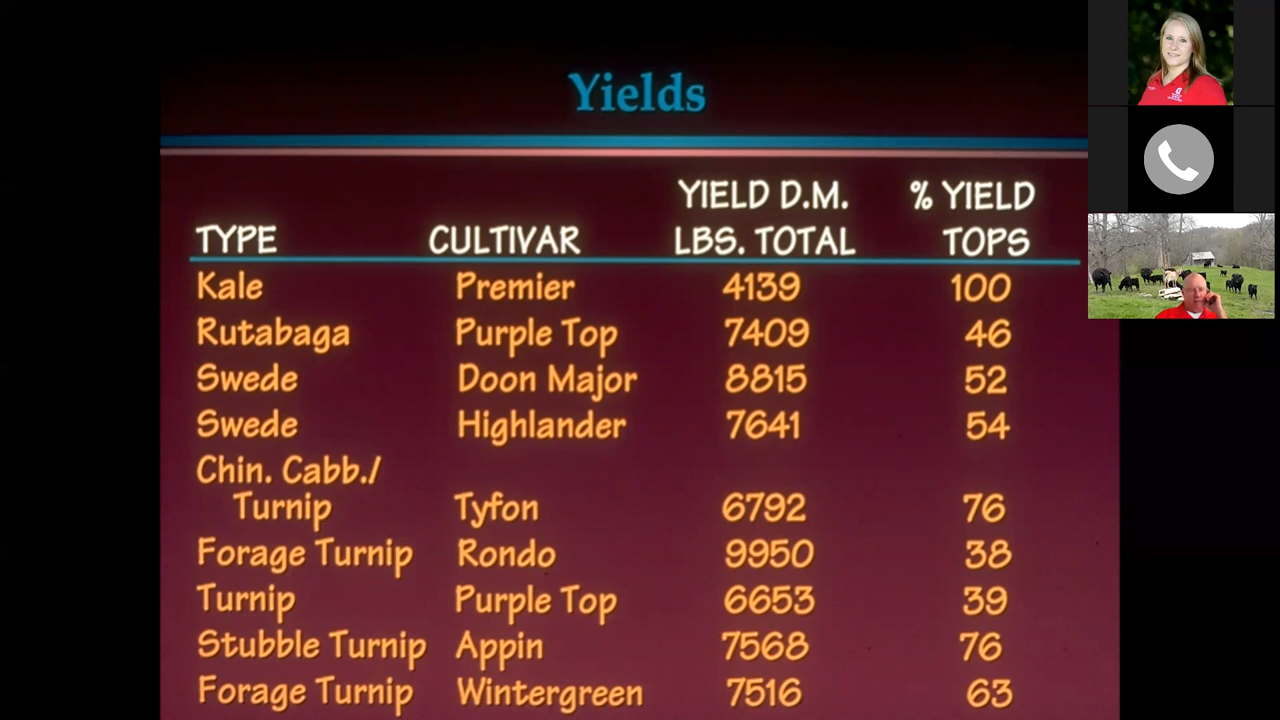 Yields
YIELD D.M. % YIELD
TYPE CULTIVAR LBS. TOTAL TOPS
Kale Premier 4139 100
Rutabaga Purple Top 7409 46
Swede Doon Major 8815 52
Swede Highlander 7641 54
Chin. Cabb./
Turnip Tyfon 6792 76
Forage Turnip Rondo 9950 38
Turnip Purple Top 6653 39
Stubble Turnip Appin 7568 76
Forage Turnip Wintergreen 7516 63